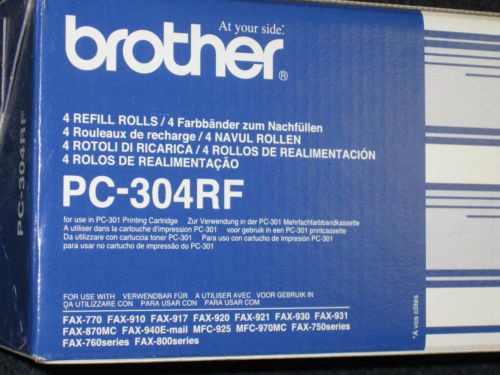 At your side.
brother®
4 REFILL ROLLS / 4 Farbbänder zum Nachfüllen
4 Rouleaux de recharge / 4 NAVUL ROLLEN
4 ROTOLI DI RICARICA / 4 ROLLOS DE REALIMENTACIÓN
4 ROLOS DE REALIMENTAÇÃO
PC-304RF
for use in PC-301 Printing Cartridge Zur Verwendung in der PC-301 Mehrfachfarbbandkassette
A utiliser dans la cartouche d'impression PC-301 voor gebruik in een PC-301 printcassette
Da utilizzare con cartuccia toner PC-301 Para uso con cartucho de Impresión PC-301
para usar no cartucho de impressão do PC-301
FOR USE WITH VERWENDBAR FÜR A UTILISER AVEC VOOR GEBRUIK IN
DA UTILIZZARE CON PARA USAR COM PARA USAR CON
FAX-770 FAX-910 FAX-917 FAX-920 FAX-921 FAX-930 FAX-931
FAX-870MC FAX-940E-mail MFC-925 MFC-970MC FAX-750series
FAX-760series FAX-800series
PC-304RF
*A vos côtés